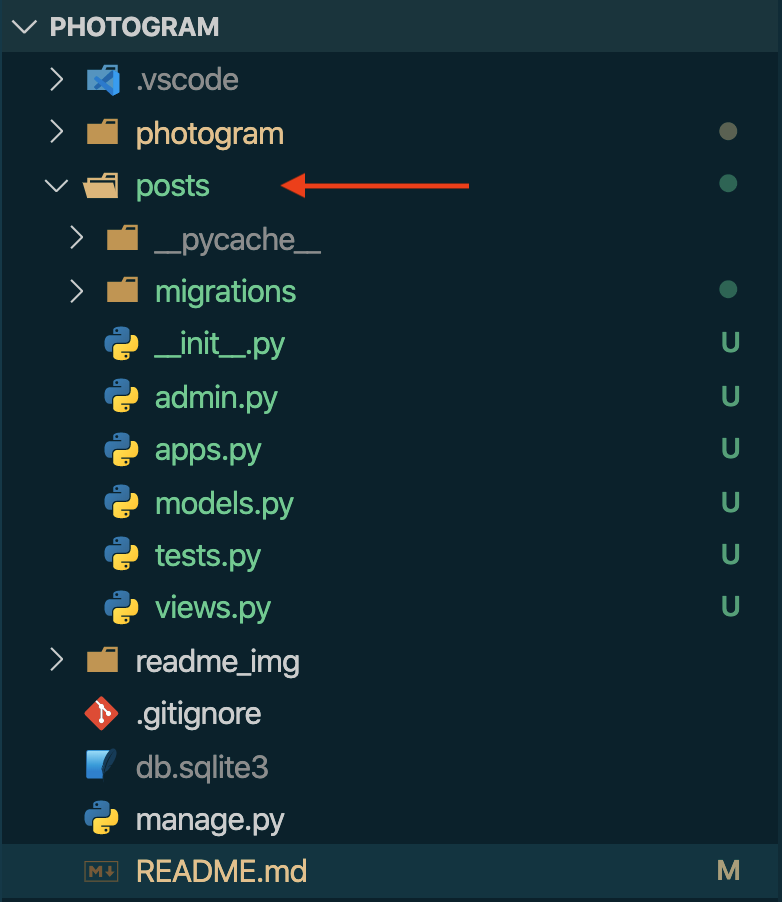 PHOTOGRAM
.vscode
photogram
posts
__pycache__
migrations
__init__.py U
admin.py U
apps.py U
models.py U
tests.py U
views.py U
readme_img
.gitignore
db.sqlite3
manage.py
M↓ README.md M